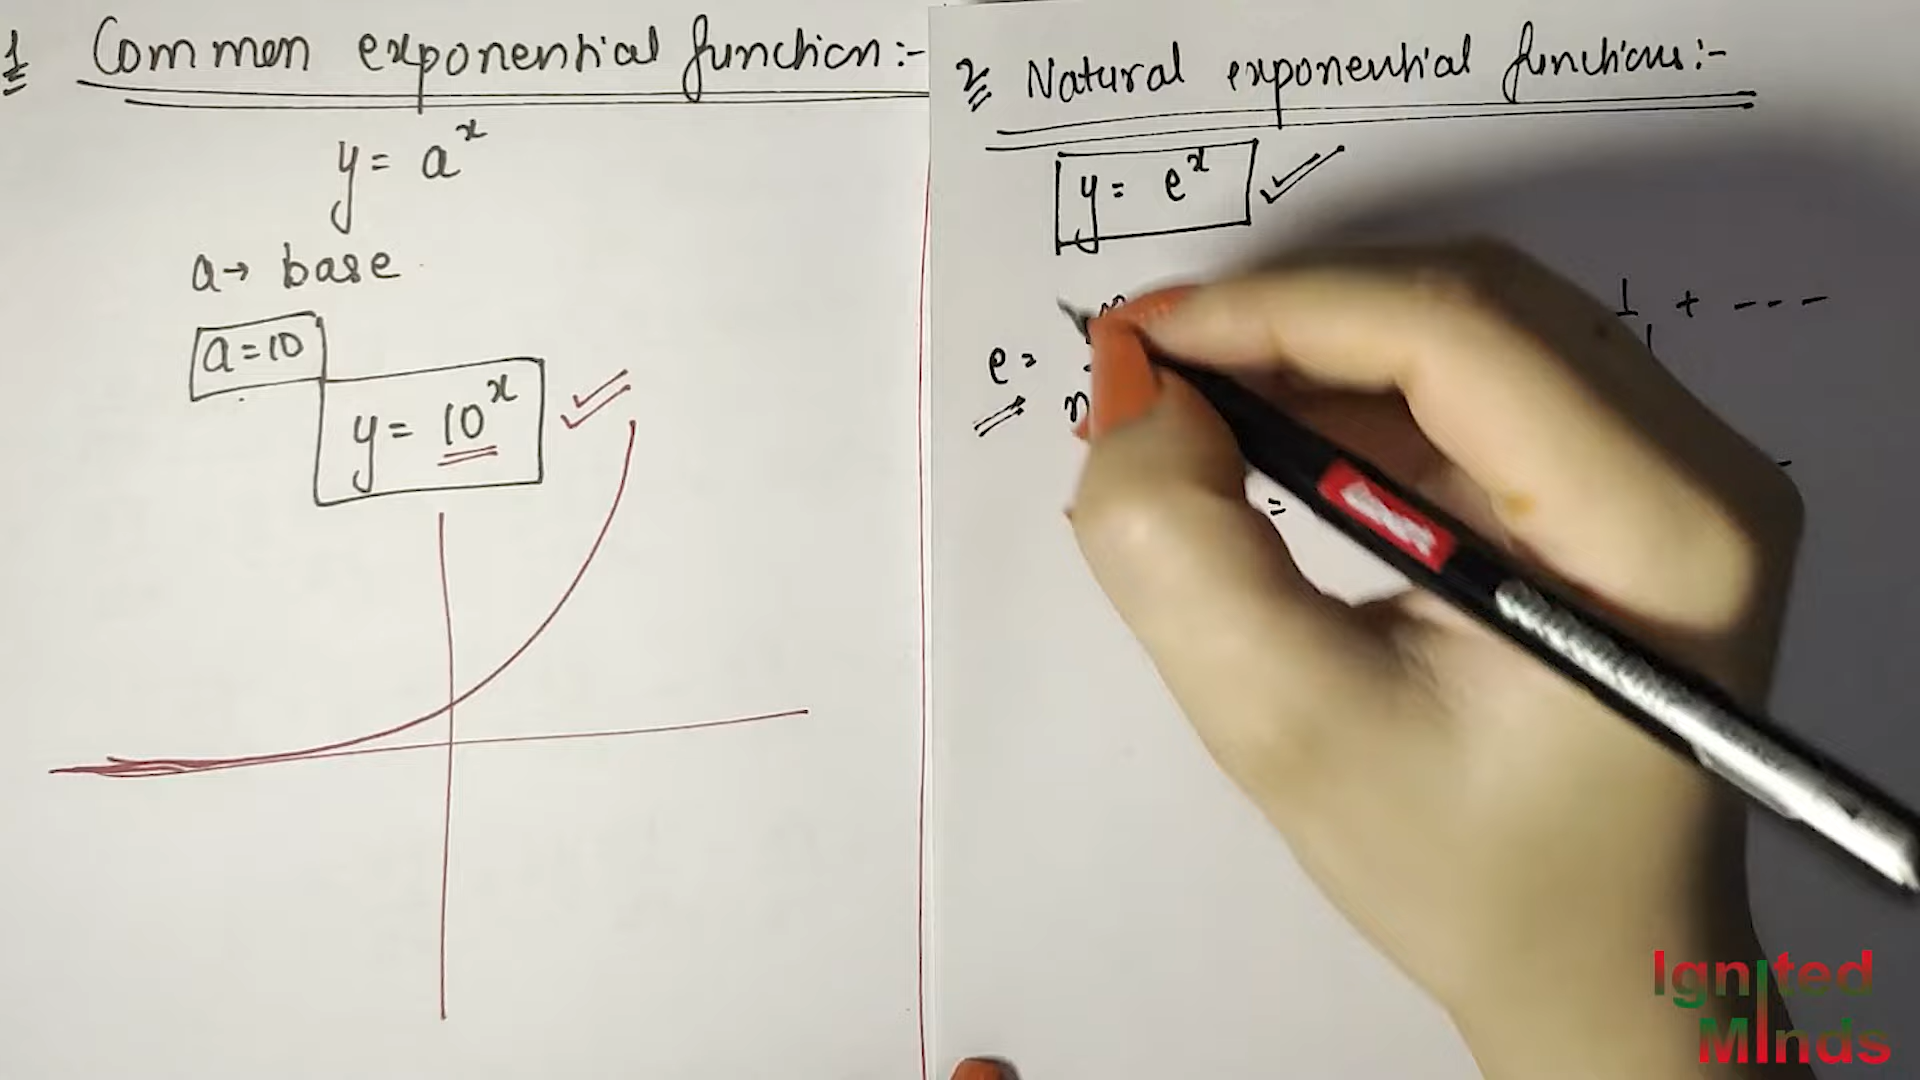 1 Common exponential function:-
y = a^x
a→ base
a=10
y = 10^x
2 Natural exponential functions:-
y = e^x
e=
n
1 + ---
=
Ignited
Minds